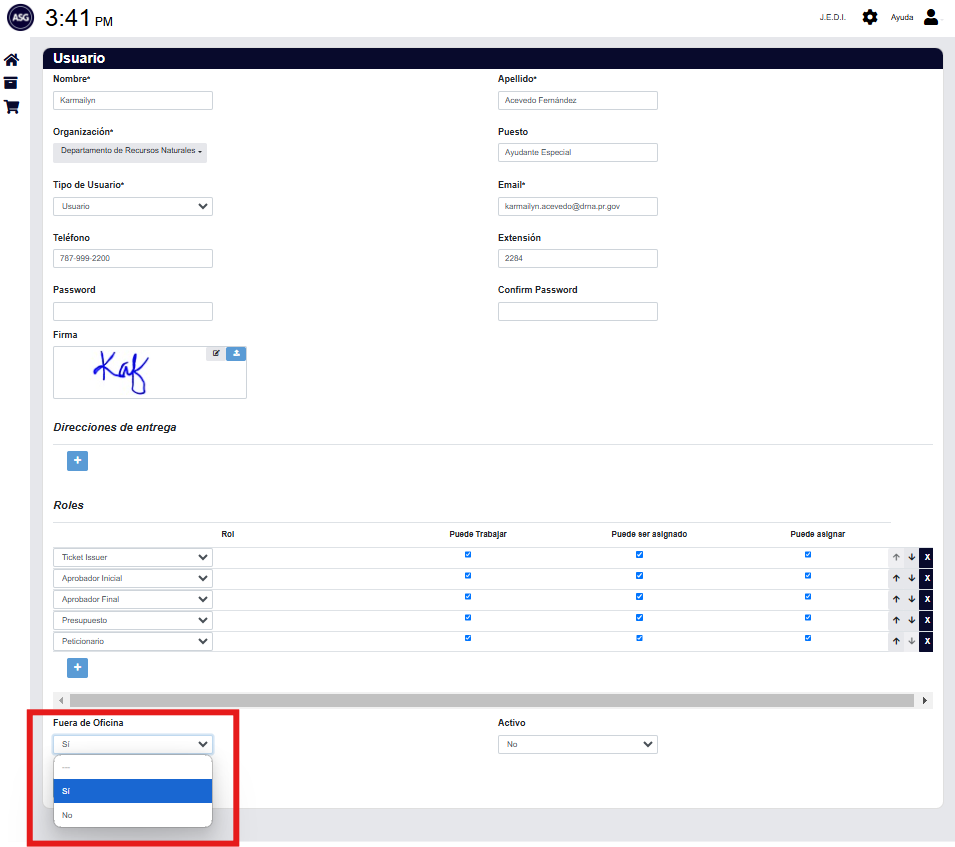 ASG 3:41 PM J.E.D.I. Ayuda
Usuario
Nombre* Apellido*
Karmailyn Acevedo Fernández
Organización* Puesto
Departamento de Recursos Naturales Ayudante Especial
Tipo de Usuario* Email*
Usuario karmailyn.acevedo@drna.pr.gov
Teléfono Extensión
787-999-2200 2284
Password Confirm Password
Firma
Kaf
Direcciones de entrega
+
Roles
Rol Puede Trabajar Puede ser asignado Puede asignar
Ticket Issuer X
Aprobador Inicial X
Aprobador Final X
Presupuesto X
Peticionario X
+
Fuera de Oficina Activo
Sí No
---
Sí
No